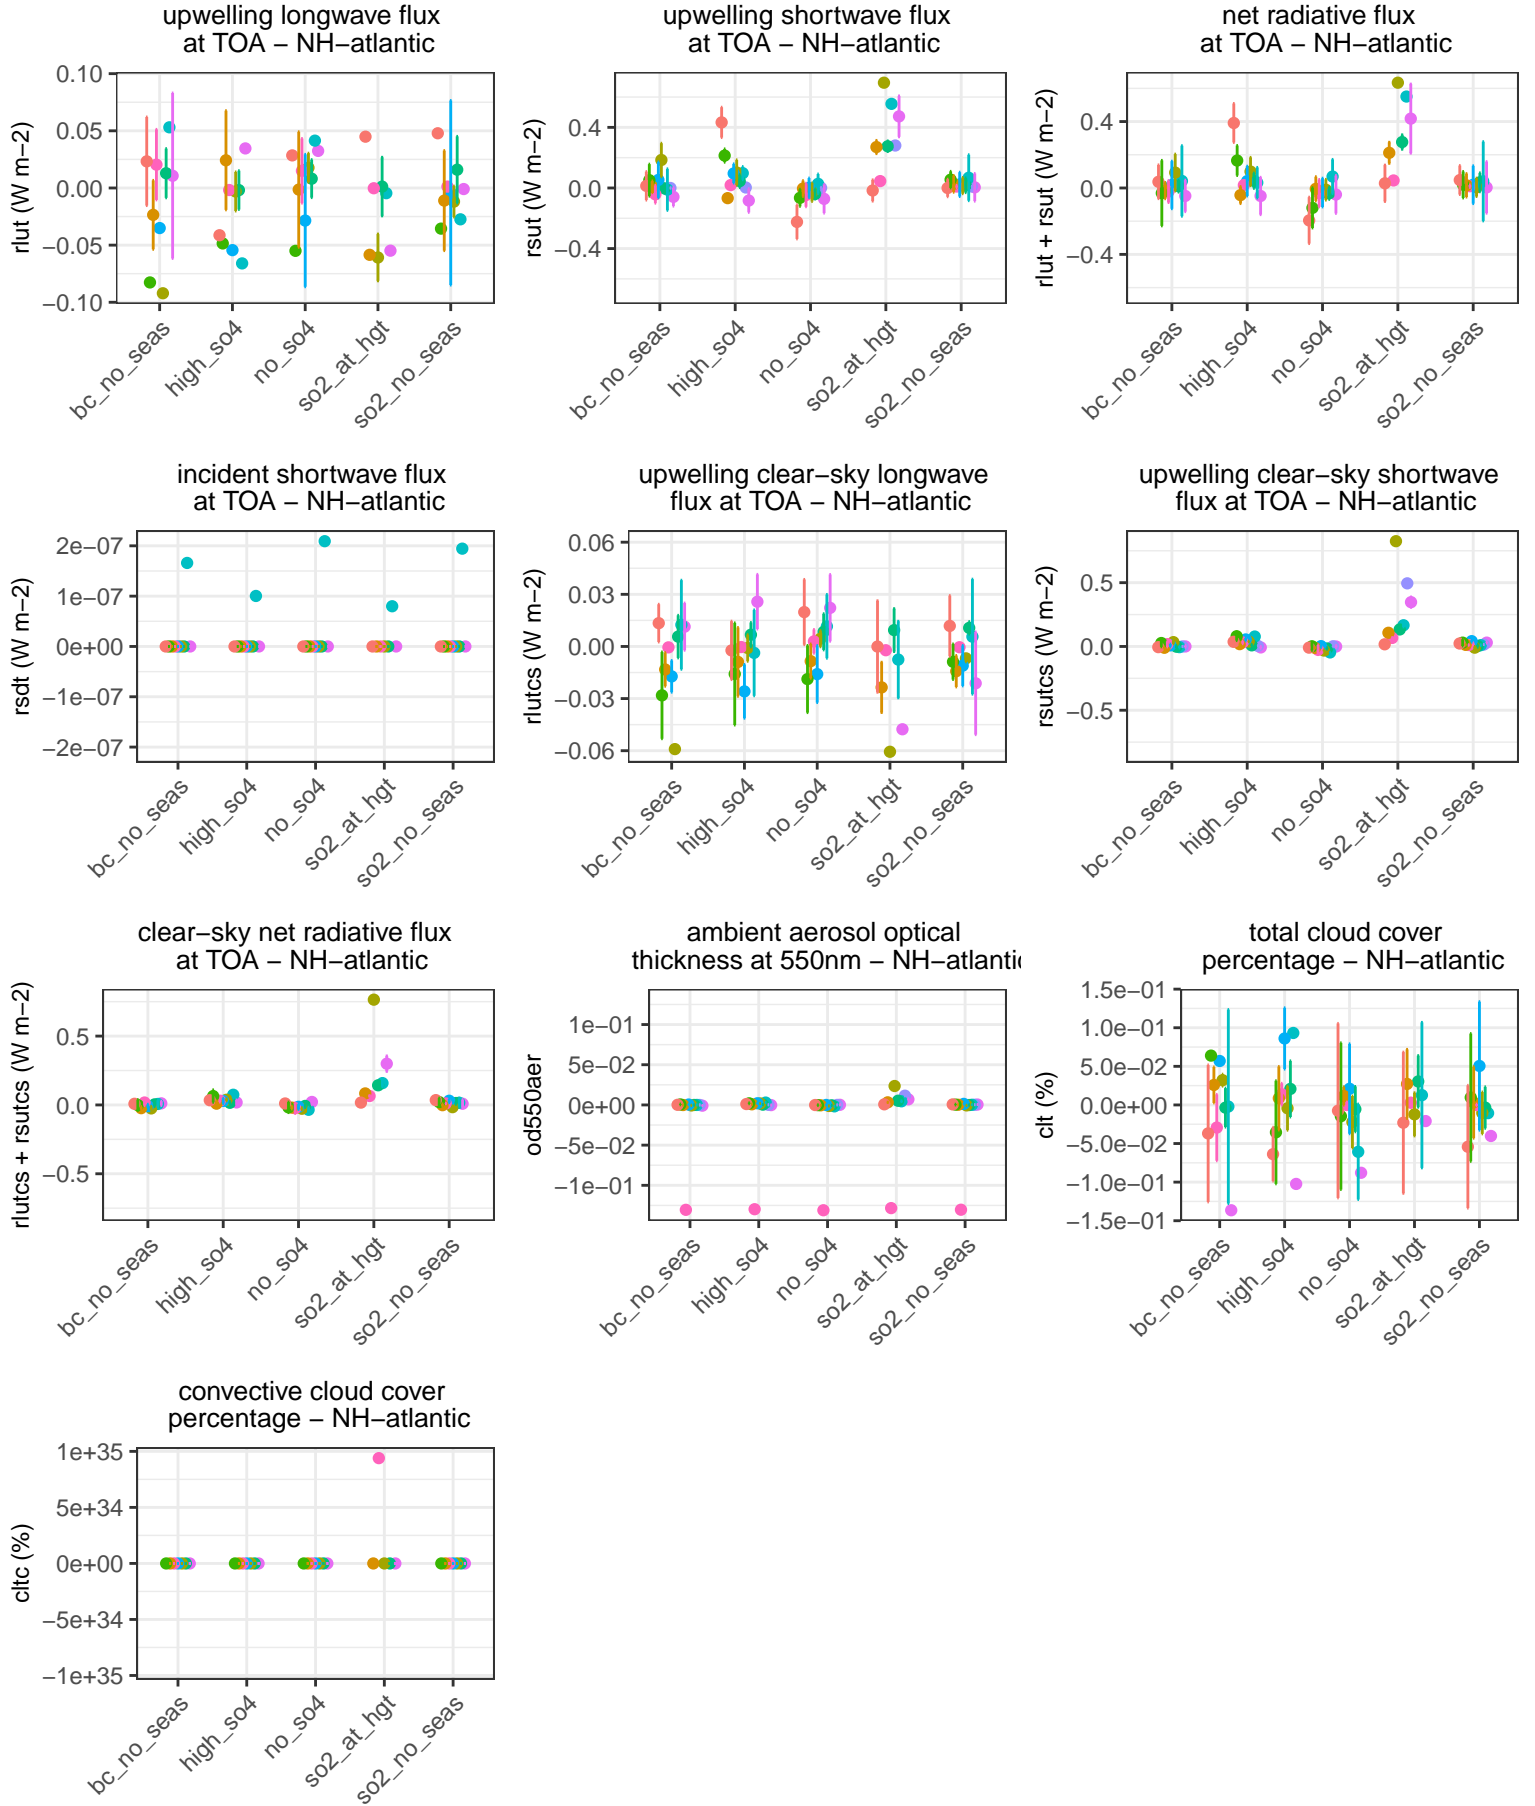 upwelling longwave flux
at TOA − NH−atlantic
rlut (W m−2)
0.10
0.05
0.00
−0.05
−0.10
bc_no_seas
high_so4
no_so4
so2_at_hgt
so2_no_seas
upwelling shortwave flux
at TOA − NH−atlantic
rsut (W m−2)
0.4
0.0
−0.4
bc_no_seas
high_so4
no_so4
so2_at_hgt
so2_no_seas
net radiative flux
at TOA − NH−atlantic
rlut + rsut (W m−2)
0.4
0.0
−0.4
bc_no_seas
high_so4
no_so4
so2_at_hgt
so2_no_seas
incident shortwave flux
at TOA − NH−atlantic
rsdt (W m−2)
2e−07
1e−07
0e+00
−1e−07
−2e−07
bc_no_seas
high_so4
no_so4
so2_at_hgt
so2_no_seas
upwelling clear−sky longwave
flux at TOA − NH−atlantic
rlutcs (W m−2)
0.06
0.03
0.00
−0.03
−0.06
bc_no_seas
high_so4
no_so4
so2_at_hgt
so2_no_seas
upwelling clear−sky shortwave
flux at TOA − NH−atlantic
rsutcs (W m−2)
0.5
0.0
−0.5
bc_no_seas
high_so4
no_so4
so2_at_hgt
so2_no_seas
clear−sky net radiative flux
at TOA − NH−atlantic
rlutcs + rsutcs (W m−2)
0.5
0.0
−0.5
bc_no_seas
high_so4
no_so4
so2_at_hgt
so2_no_seas
ambient aerosol optical
thickness at 550nm − NH−atlantic
od550aer
1e−01
5e−02
0e+00
−5e−02
−1e−01
bc_no_seas
high_so4
no_so4
so2_at_hgt
so2_no_seas
total cloud cover
percentage − NH−atlantic
clt (%)
1.5e−01
1.0e−01
5.0e−02
0.0e+00
−5.0e−02
−1.0e−01
−1.5e−01
bc_no_seas
high_so4
no_so4
so2_at_hgt
so2_no_seas
convective cloud cover
percentage − NH−atlantic
cltc (%)
1e+35
5e+34
0e+00
−5e+34
−1e+35
bc_no_seas
high_so4
no_so4
so2_at_hgt
so2_no_seas